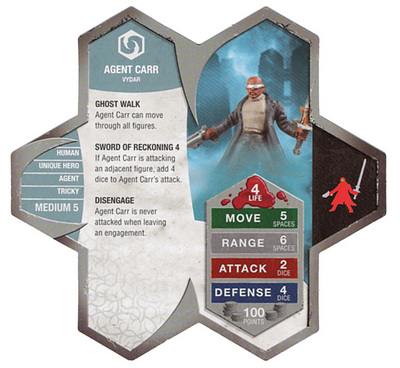 AGENT CARR
VYDAR
GHOST WALK
Agent Carr can move
through all figures.
SWORD OF RECKONING 4
If Agent Carr is attacking
an adjacent figure, add 4
dice to Agent Carr's attack.
DISENGAGE
Agent Carr is never
attacked when leaving
an engagement.
HUMAN
UNIQUE HERO
AGENT
TRICKY
MEDIUM 5
4
LIFE
MOVE 5
SPACES
RANGE 6
SPACES
ATTACK 2
DICE
DEFENSE 4
DICE
100
POINTS